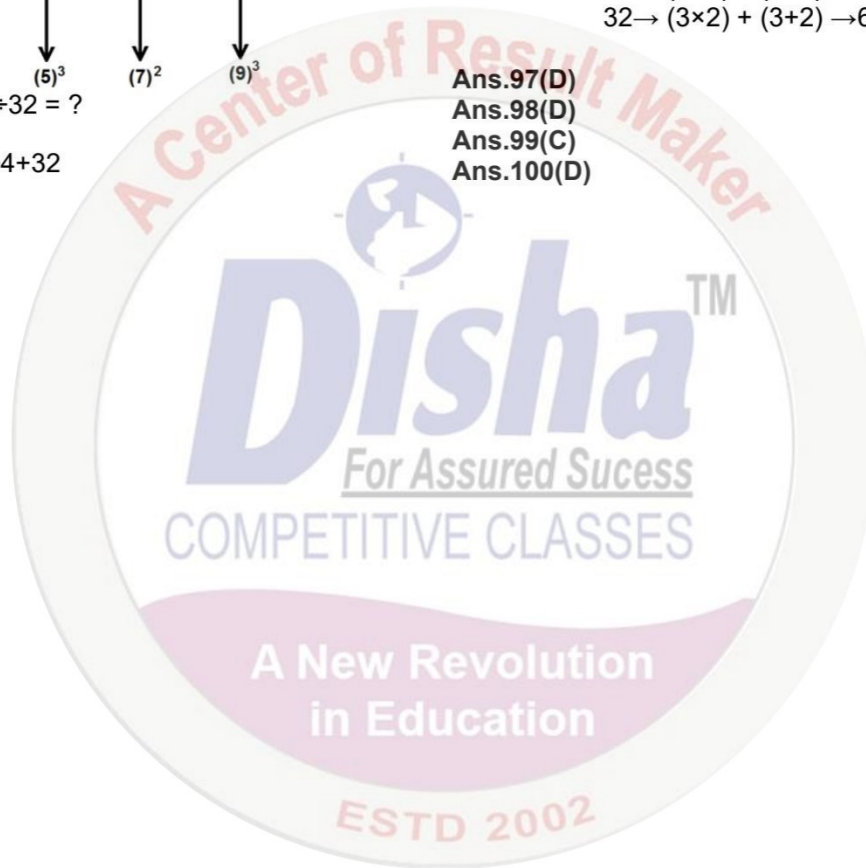 (5)³ (7)² (9)³
÷32 = ?
4+32
32→ (3×2) + (3+2) →6
Ans.97(D)
Ans.98(D)
Ans.99(C)
Ans.100(D)
A Center of Result Maker
Disha™
For Assured Sucess
COMPETITIVE CLASSES
A New Revolution
in Education
ESTD 2002